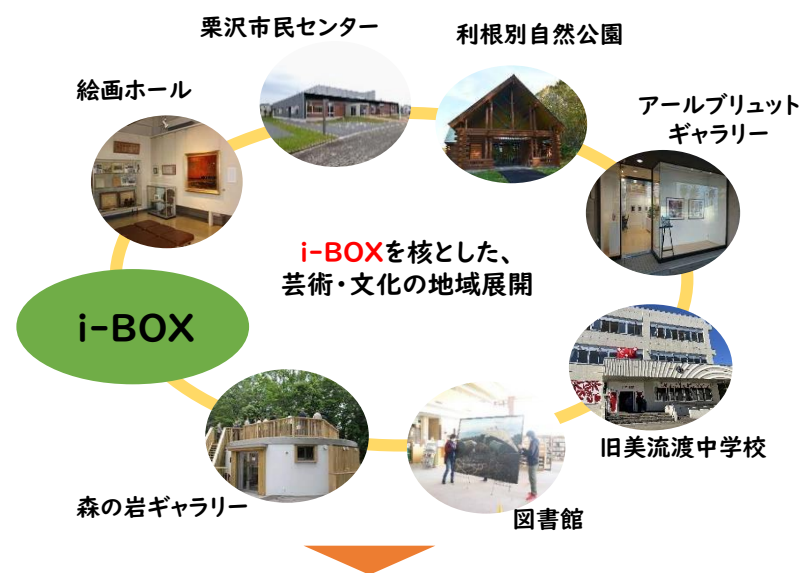 栗沢市民センター
利根別自然公園
絵画ホール
アールブリュット
ギャラリー
i-BOXを核とした、
芸術・文化の地域展開
i-BOX
旧美流渡中学校
森の岩ギャラリー
図書館